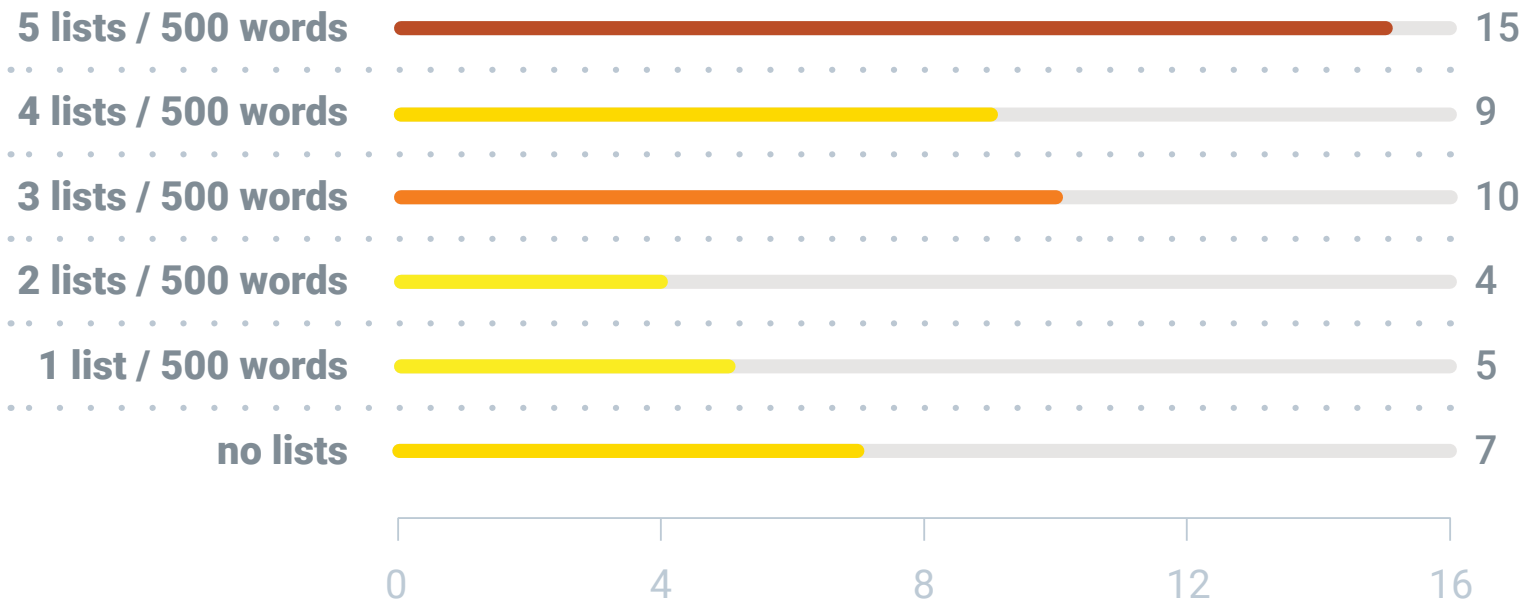 5 lists / 500 words 15
4 lists / 500 words 9
3 lists / 500 words 10
2 lists / 500 words 4
1 list / 500 words 5
no lists 7
0 4 8 12 16